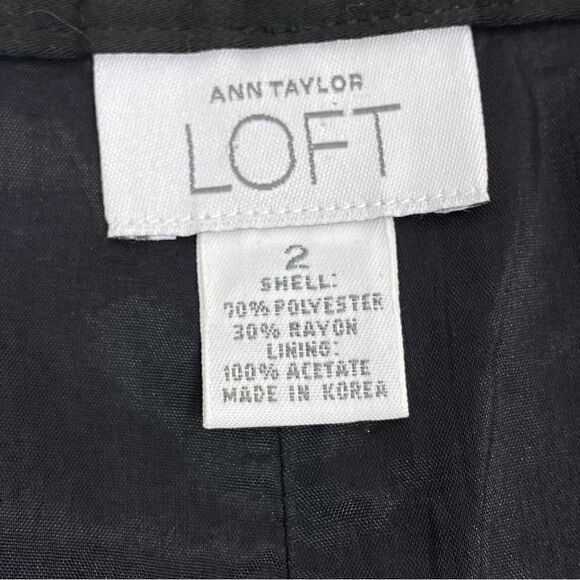 ANN TAYLOR
LOFT
2
SHELL:
70% POLYESTER
30% RAYON
LINING:
100% ACETATE
MADE IN KOREA